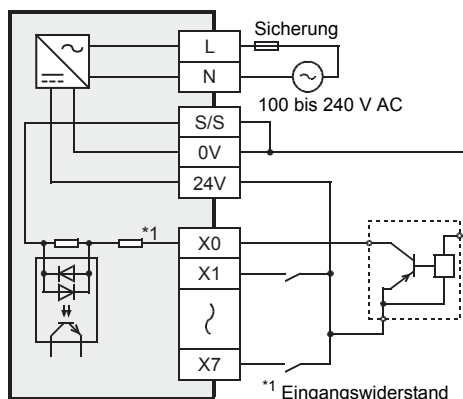 L
Sicherung
N
100 bis 240 V AC
S/S
0V
24V
*1
X0
X1
X7
*1 Eingangswiderstand